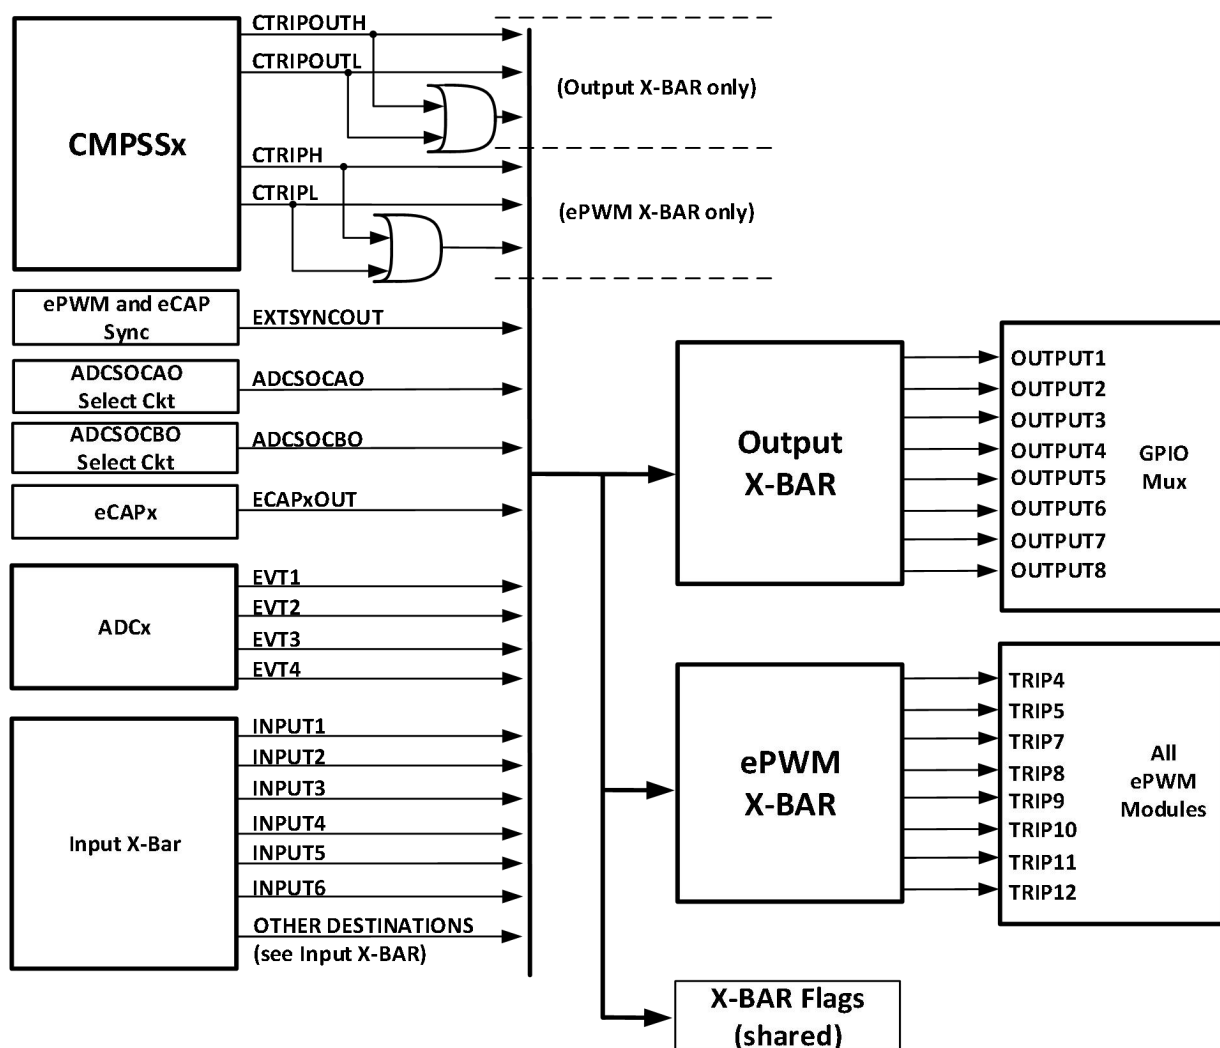 CTRIPOUTH
CTRIPOUTL
(Output X-BAR only)
CMPSSx
CTRIPH
CTRIPL
(ePWM X-BAR only)
ePWM and eCAP
Sync
EXTSYNCOUT
ADCSOCAO
Select Ckt
ADCSOCAO
ADCSOCBO
Select Ckt
ADCSOCBO
eCAPx
ECAPxOUT
ADCx
EVT1
EVT2
EVT3
EVT4
Input X-Bar
INPUT1
INPUT2
INPUT3
INPUT4
INPUT5
INPUT6
OTHER DESTINATIONS
(see Input X-BAR)
Output
X-BAR
OUTPUT1
OUTPUT2
OUTPUT3
OUTPUT4
OUTPUT5
OUTPUT6
OUTPUT7
OUTPUT8
GPIO
Mux
ePWM
X-BAR
TRIP4
TRIP5
TRIP7
TRIP8
TRIP9
TRIP10
TRIP11
TRIP12
All
ePWM
Modules
X-BAR Flags
(shared)